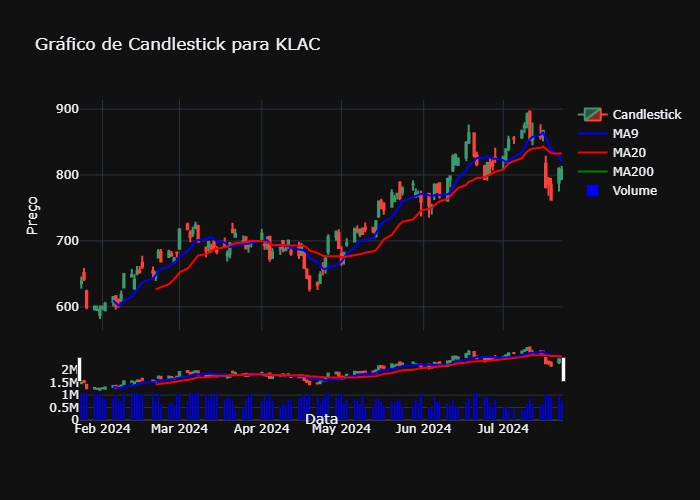 Gráfico de Candlestick para KLAC
900
800
700
600
Preço
Candlestick
MA9
MA20
MA200
Volume
2M
1.5M
1M
0.5M
0
Data
Feb 2024
Mar 2024
Apr 2024
May 2024
Jun 2024
Jul 2024